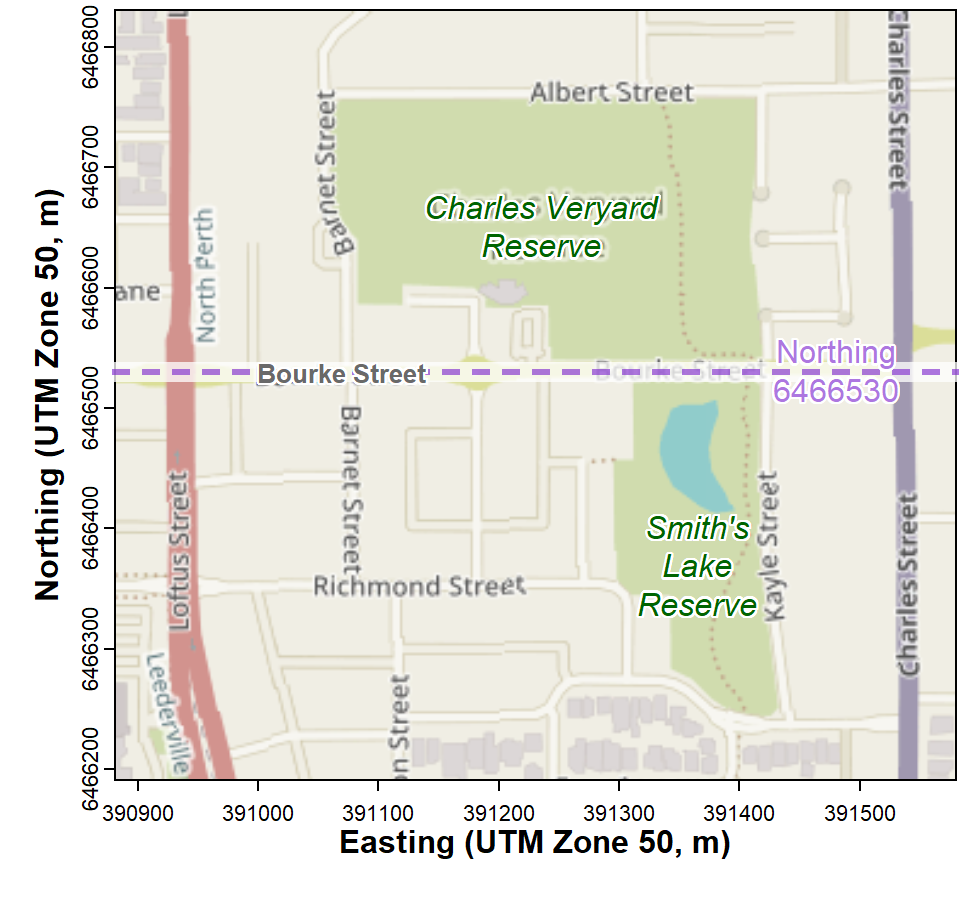 Charles Street
Albert Street
Barnet Street
Charles Veryard
Reserve
North Perth
ane
Northing
Bourke Street
Bourke Street
6466530
Barnet Street
Loftus Street
Smith's
Lake
Reserve
Kayle Street
Richmond Street
Charles Street
Leederville
on Street
6466800
6466700
6466600
6466500
6466400
6466300
6466200
Northing (UTM Zone 50, m)
390900 391000 391100 391200 391300 391400 391500
Easting (UTM Zone 50, m)